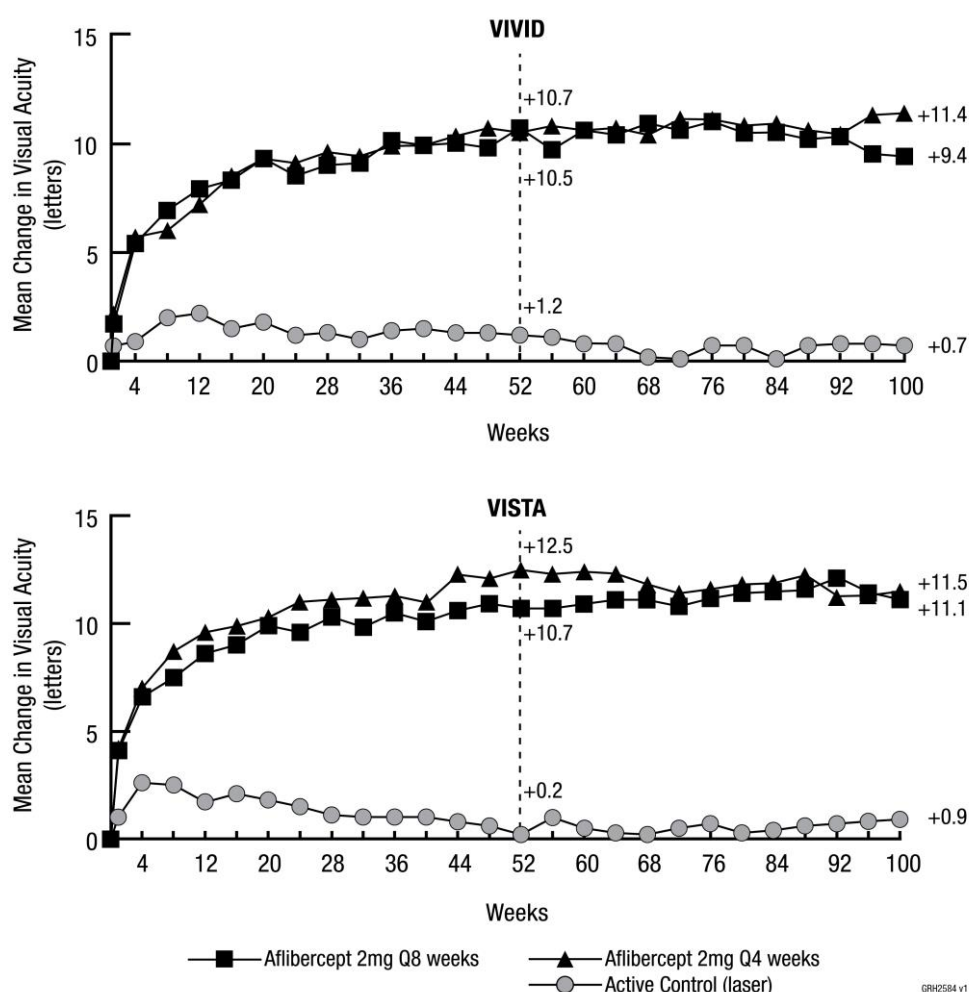 VIVID
Mean Change in Visual Acuity
(letters)
15
10
5
0
+10.7
+10.5
+1.2
+11.4
+9.4
+0.7
4 12 20 28 36 44 52 60 68 76 84 92 100
Weeks
VISTA
Mean Change in Visual Acuity
(letters)
15
10
5
0
+12.5
+10.7
+0.2
+11.5
+11.1
+0.9
4 12 20 28 36 44 52 60 68 76 84 92 100
Weeks
Aflibercept 2mg Q8 weeks
Aflibercept 2mg Q4 weeks
Active Control (laser)
GRH2584 v1